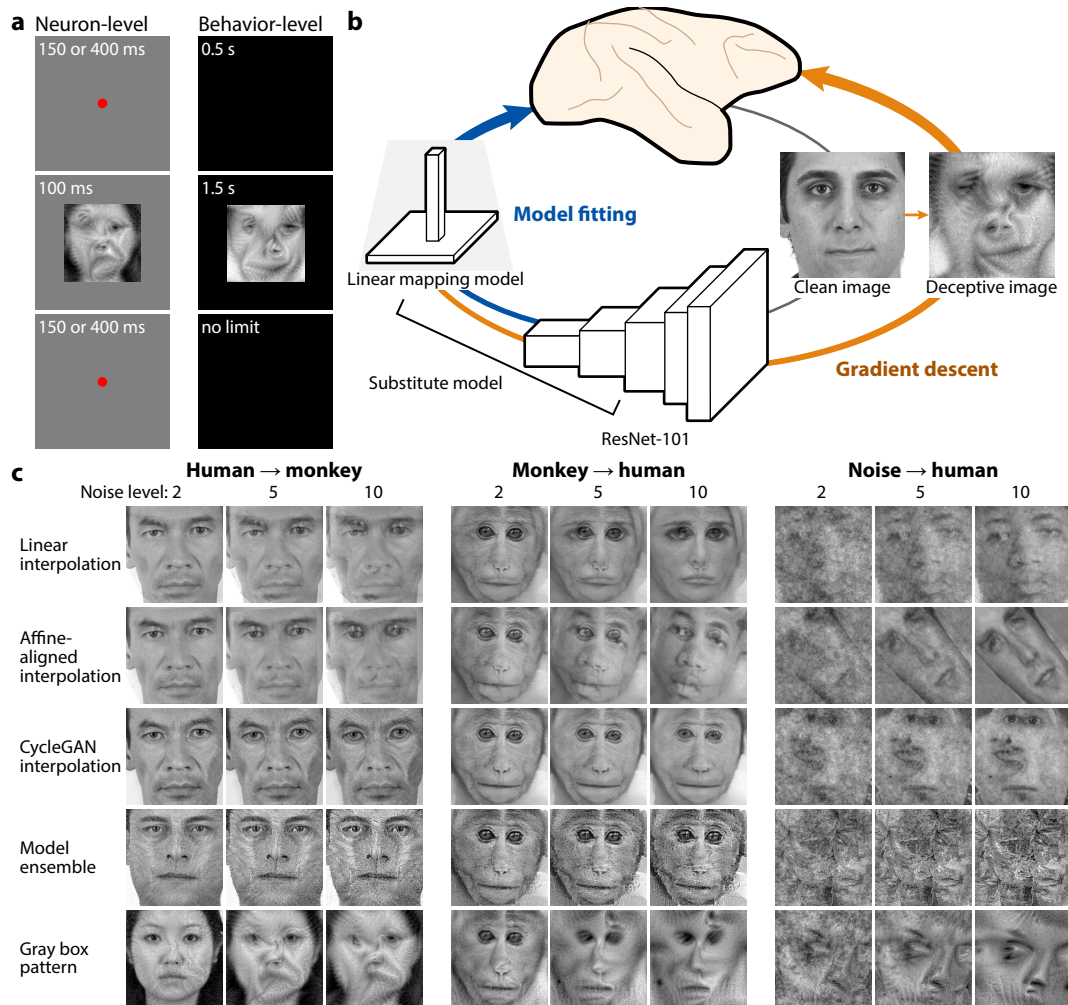 a
Neuron-level
Behavior-level
150 or 400 ms
0.5 s
100 ms
1.5 s
150 or 400 ms
no limit
b
Model fitting
Linear mapping model
Substitute model
ResNet-101
Clean image
Deceptive image
Gradient descent
c
Human → monkey
Monkey → human
Noise → human
Noise level: 2 5 10
2 5 10
2 5 10
Linear
interpolation
Affine-
aligned
interpolation
CycleGAN
interpolation
Model
ensemble
Gray box
pattern